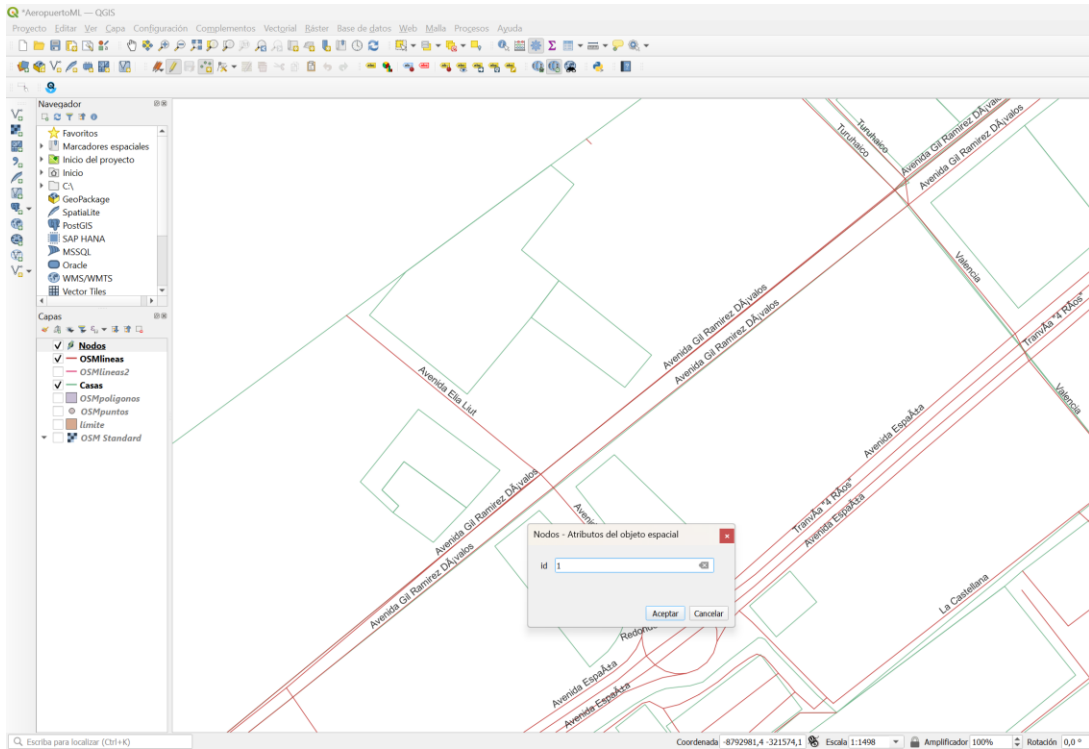 *AeropuertoML — QGIS
Proyecto Editar Ver Capa Configuración Complementos Vectorial Ráster Base de datos Web Malla Procesos Ayuda
Navegador
Favoritos
Marcadores espaciales
Inicio del proyecto
Inicio
C:\
GeoPackage
SpatiaLite
PostGIS
SAP HANA
MSSQL
Oracle
WMS/WMTS
Vector Tiles
Capas
Nodos
OSMlineas
OSMlineas2
Casas
OSMpoligonos
OSMpuntos
limite
OSM Standard
Turuhaico
Turuhaico
Avenida Gil Ramirez DÃ¡valos
Avenida Gil Ramirez DÃ¡valos
Valencia
TranvÃ­a "4 RÃ­os"
Avenida Gil Ramirez DÃ¡valos
Avenida Gil Ramirez DÃ¡valos
Avenida Elia Liut
Valencia
Avenida EspaÃ±a
Avenida Gil Ramirez DÃ¡valos
TranvÃ­a "4 RÃ­os"
Avenida EspaÃ±a
Aveni
Avenida Gil Ramirez DÃ¡valos
Nodos - Atributos del objeto espacial
id 1
Aceptar Cancelar
La Castellana
Redond
Avenida EspaÃ±a
Avenida EspaÃ±a
Escriba para localizar (Ctrl+K)
Coordenada -8792981,4 -321574,1 Escala 1:1498 Amplificador 100% Rotación 0,0 °